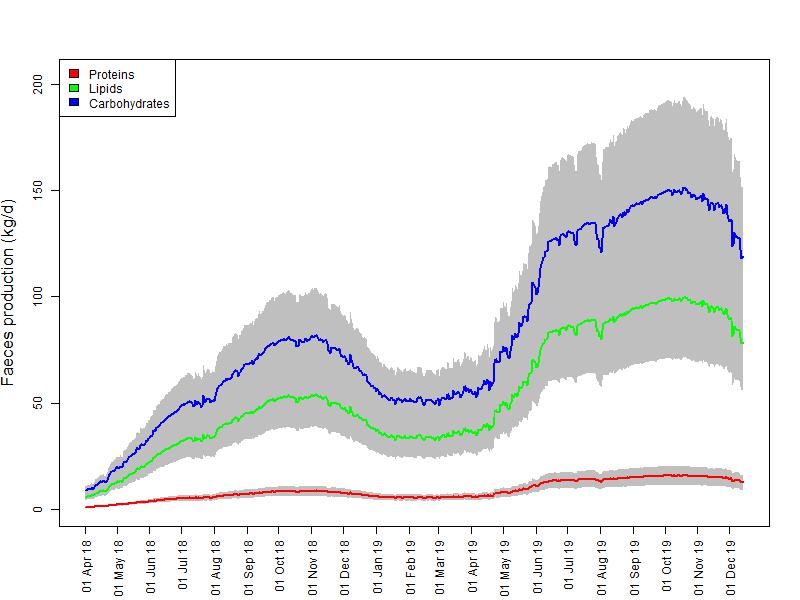 Proteins
Lipids
Carbohydrates
Faeces production (kg/d)
200
150
100
50
0
01 Apr 18
01 May 18
01 Jun 18
01 Jul 18
01 Aug 18
01 Sep 18
01 Oct 18
01 Nov 18
01 Dec 18
01 Jan 19
01 Feb 19
01 Mar 19
01 Apr 19
01 May 19
01 Jun 19
01 Jul 19
01 Aug 19
01 Sep 19
01 Oct 19
01 Nov 19
01 Dec 19